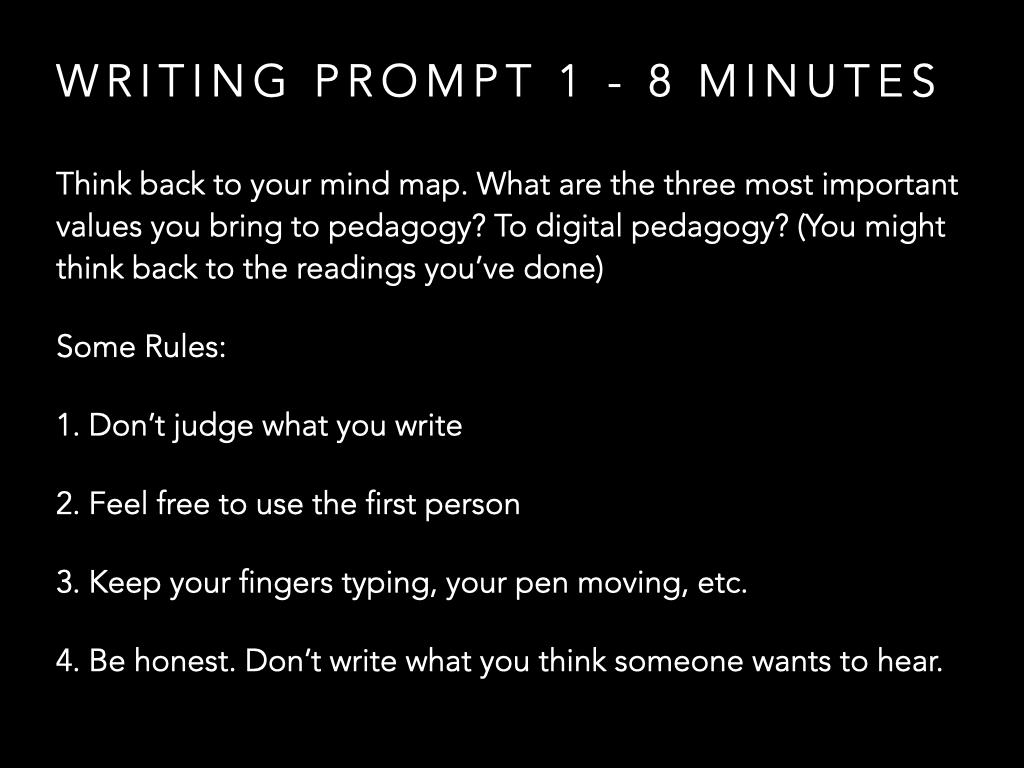 WRITING PROMPT 1 - 8 MINUTES
Think back to your mind map. What are the three most important
values you bring to pedagogy? To digital pedagogy? (You might
think back to the readings you’ve done)
Some Rules:
1. Don’t judge what you write
2. Feel free to use the first person
3. Keep your fingers typing, your pen moving, etc.
4. Be honest. Don’t write what you think someone wants to hear.